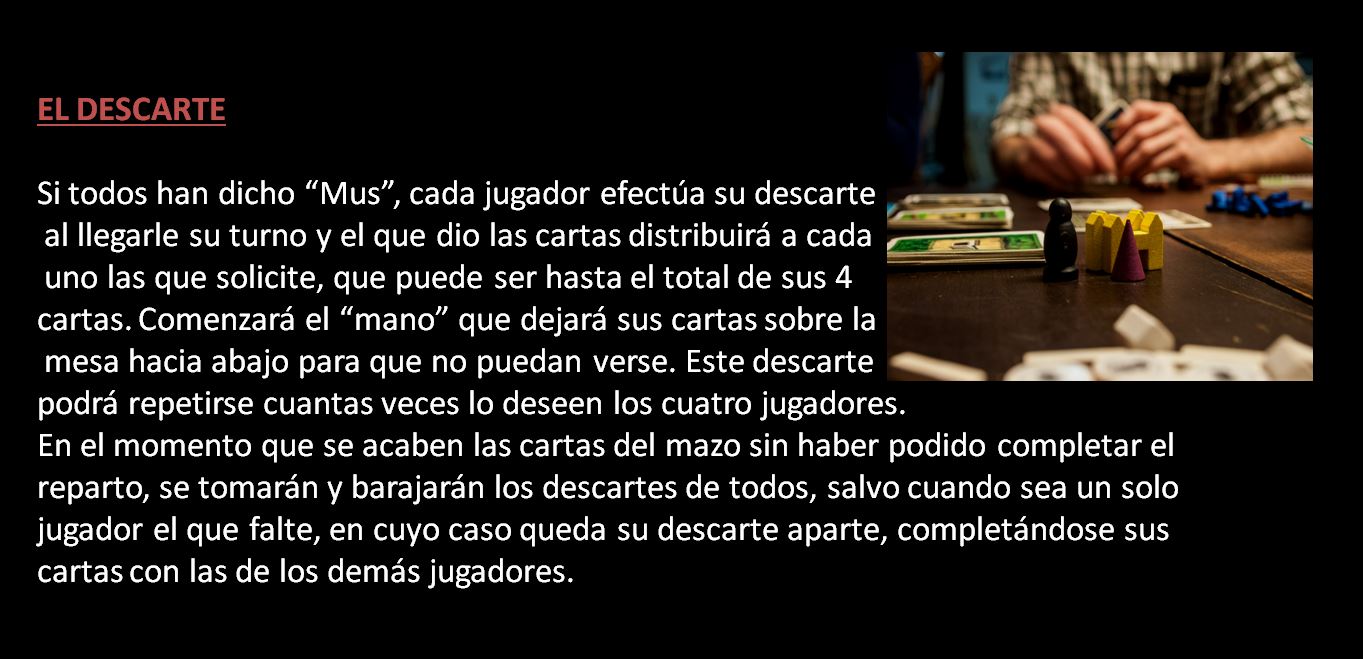 EL DESCARTE
Si todos han dicho “Mus”, cada jugador efectúa su descarte
al llegarle su turno y el que dio las cartas distribuirá a cada
uno las que solicite, que puede ser hasta el total de sus 4
cartas. Comenzará el “mano” que dejará sus cartas sobre la
mesa hacia abajo para que no puedan verse. Este descarte
podrá repetirse cuantas veces lo deseen los cuatro jugadores.
En el momento que se acaben las cartas del mazo sin haber podido completar el
reparto, se tomarán y barajarán los descartes de todos, salvo cuando sea un solo
jugador el que falte, en cuyo caso queda su descarte aparte, completándose sus
cartas con las de los demás jugadores.